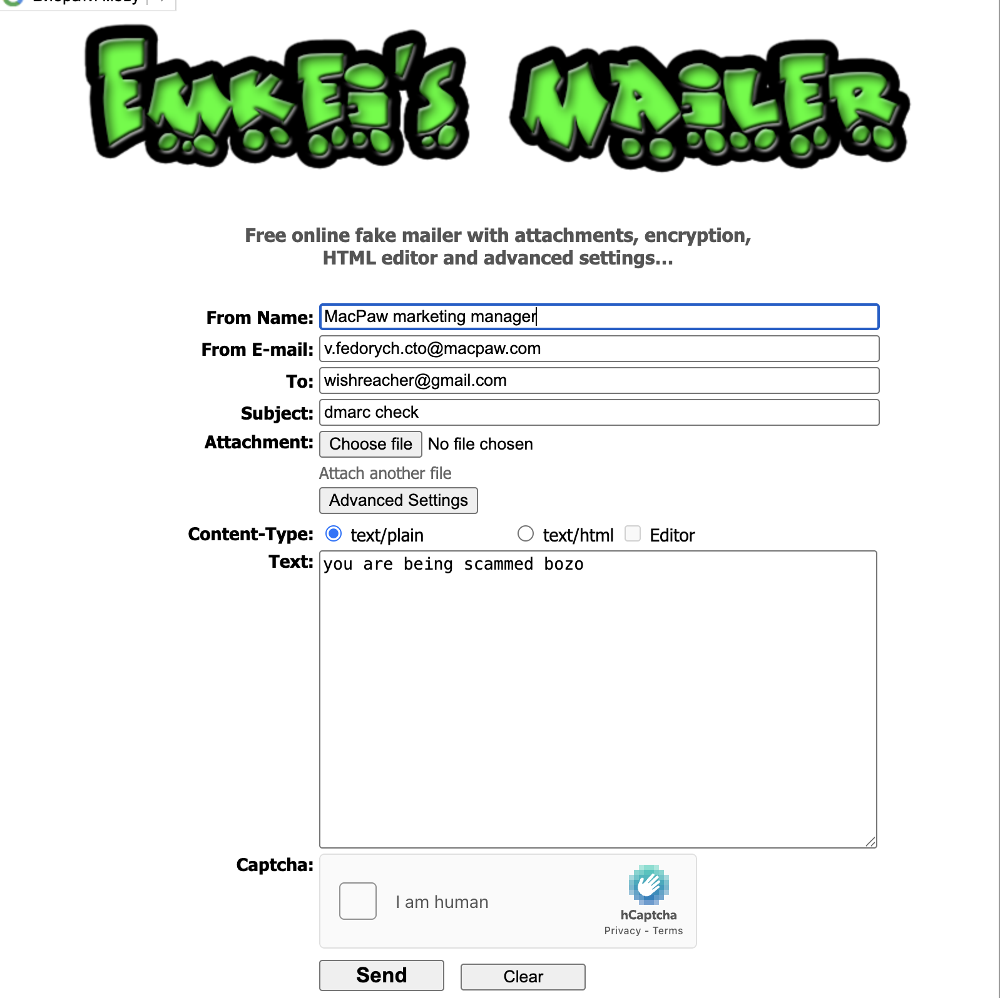 Вибрати мову
EMKEI'S MAILER
Free online fake mailer with attachments, encryption,
HTML editor and advanced settings...
From Name: MacPaw marketing manager
From E-mail: v.fedorych.cto@macpaw.com
To: wishreacher@gmail.com
Subject: dmarc check
Attachment: Choose file No file chosen
Attach another file
Advanced Settings
Content-Type: text/plain text/html Editor
Text: you are being scammed bozo
Captcha: I am human
hCaptcha
Privacy - Terms
Send Clear